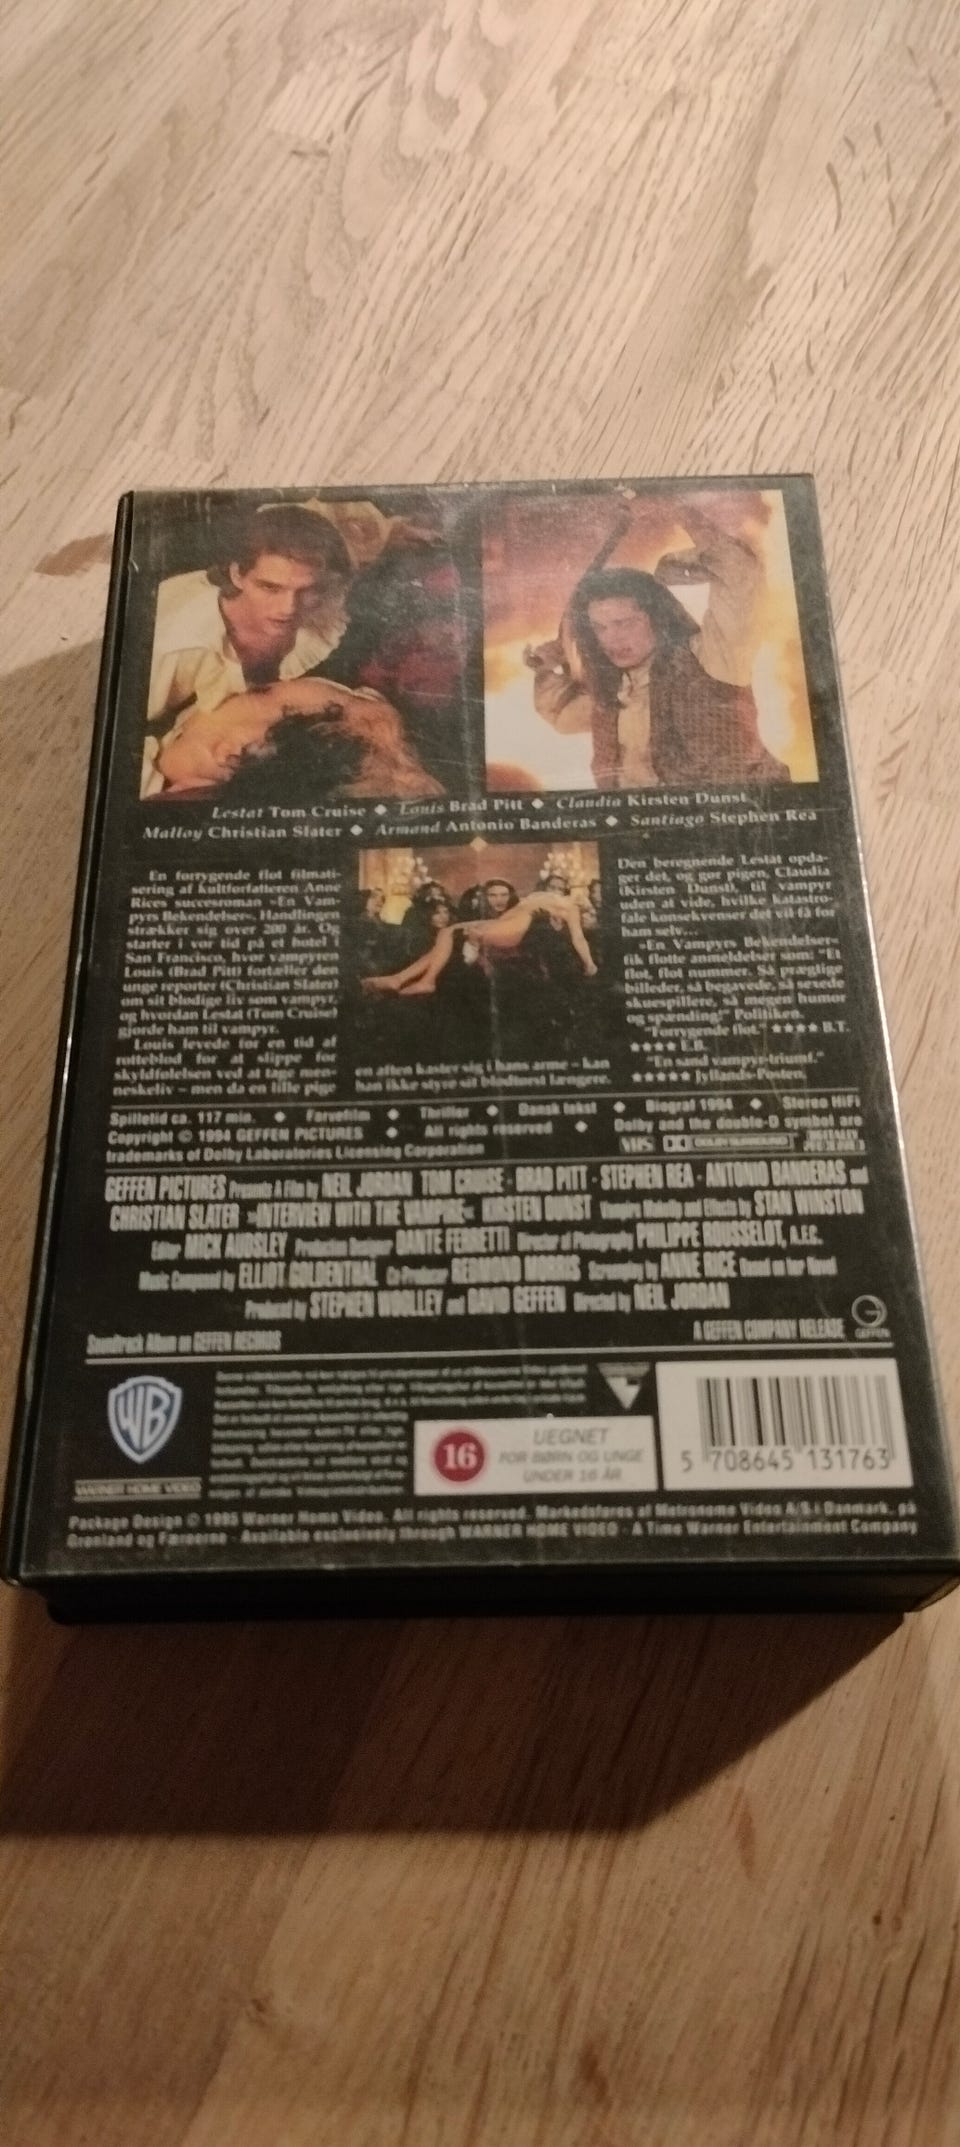 Lestat Tom Cruise ◆ Louis Brad Pitt ◆ Claudia Kirsten Dunst
Malloy Christian Slater ◆ Armand Antonio Banderas ◆ Santiago Stephen Rea
En forrygende flot filmati-
sering af kultforfatteren Anne
Rices succesroman »En Vam-
pyrs Bekendelser«. Handlingen
strækker sig over 200 år. Og
starter i vor tid på et hotel i
San Francisco, hvor vampyren
Louis (Brad Pitt) fortæller den
unge reporter (Christian Slater)
om sit blodige liv som vampyr,
og hvordan Lestat (Tom Cruise)
gjorde ham til vampyr.
Louis levede for en tid af
rotteblod for at slippe for
skyldfølelsen ved at tage men-
neskeliv – men da en lille pige
en aften kaster sig i hans arme – kan
han ikke styre sit blodtørst længere.
Den beregnende Lestat opda-
ger det, og gør pigen, Claudia
(Kirsten Dunst), til vampyr
uden at vide, hvilke katastro-
fale konsekvenser det vil få for
ham selv...
»En Vampyrs Bekendelser«
fik flotte anmeldelser som: "Et
flot, flot nummer. Så prægtige
billeder, så begavede, så sexede
skuespillere, så megen humor
og spænding!" Politiken.
"Forrygende flot." ★★★★ B.T.
★★★★ E.B.
"En sand vampyr-triumf."
★★★★★ Jyllands-Posten.
Spilletid ca. 117 min. ◆ Farvefilm ◆ Thriller ◆ Dansk tekst ◆ Biograf 1994 ◆ Stereo HiFi
Copyright © 1994 GEFFEN PICTURES ◆ All rights reserved ◆ Dolby and the double-D symbol are
trademarks of Dolby Laboratories Licensing Corporation VHS DOLBY SURROUND
GEFFEN PICTURES Presents A Film by NEIL JORDAN TOM CRUISE · BRAD PITT · STEPHEN REA · ANTONIO BANDERAS and
CHRISTIAN SLATER »INTERVIEW WITH THE VAMPIRE« KIRSTEN DUNST Vampire Makeup and Effects by STAN WINSTON
Editor MICK AUDSLEY Production Designer DANTE FERRETTI Director of Photography PHILIPPE ROUSSELOT, A.F.C.
Music Composed by ELLIOT GOLDENTHAL Co-Producer REDMOND MORRIS Screenplay by ANNE RICE Based on her Novel
Produced by STEPHEN WOOLLEY and DAVID GEFFEN Directed by NEIL JORDAN
Soundtrack Album on GEFFEN RECORDS
A GEFFEN COMPANY RELEASE
GEFFEN
WB
WARNER HOME VIDEO
16
UEGNET
FOR BØRN OG UNGE
UNDER 16 ÅR
5 708645 131763
Package Design © 1995 Warner Home Video. All rights reserved. Markedsføres af Metronome Video A/S i Danmark, på
Grønland og Færøerne · Available exclusively through WARNER HOME VIDEO · A Time Warner Entertainment Company